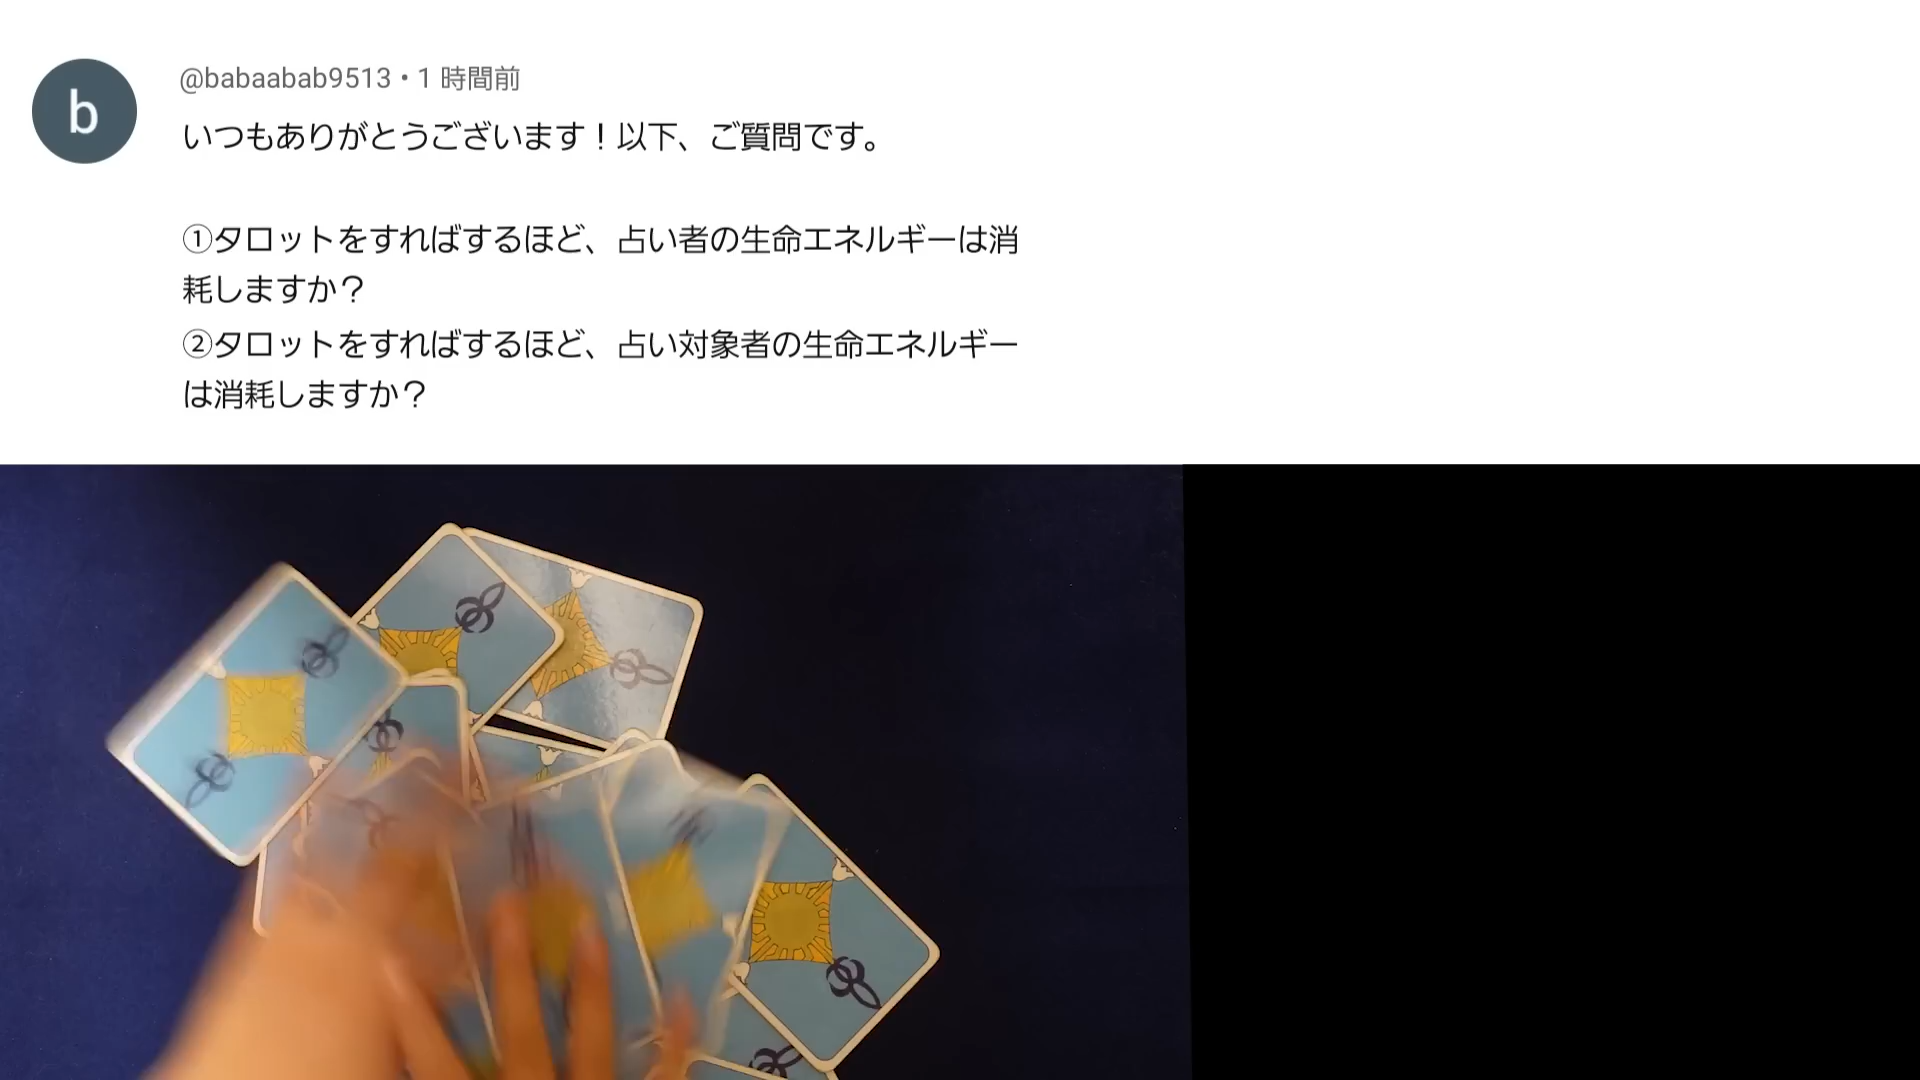 b
@babaabab9513・1 時間前
いつもありがとうございます！以下、ご質問です。
①タロットをすればするほど、占い者の生命エネルギーは消
耗しますか？
②タロットをすればするほど、占い対象者の生命エネルギー
は消耗しますか？